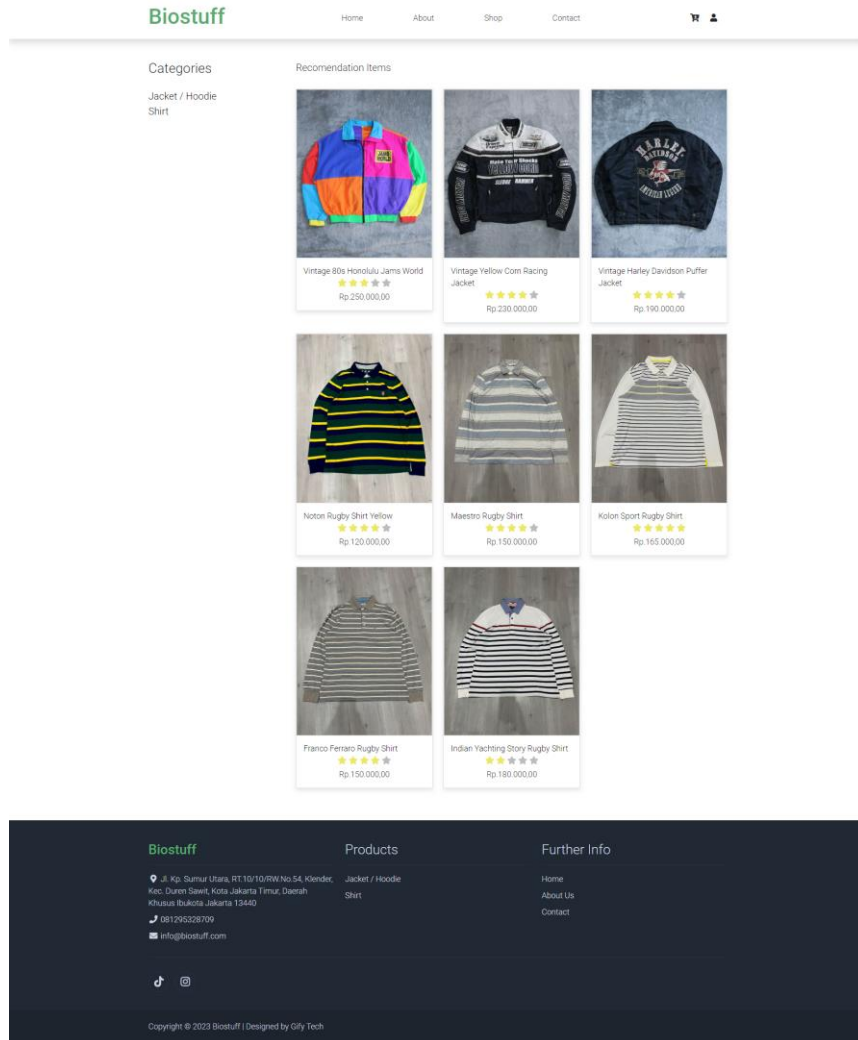 Biostuff
Home
About
Shop
Contact
Categories
Jacket / Hoodie
Shirt
Recomendation Items
HARLEY
DAVIDSON
AMERICAN LEGEND
Vintage 80s Honolulu Jams World
Rp.250.000,00
Vintage Yellow Corn Racing
Jacket
Rp.230.000,00
Vintage Harley Davidson Puffer
Jacket
Rp.190.000,00
Noton Rugby Shirt Yellow
Rp.120.000,00
Maestro Rugby Shirt
Rp.150.000,00
Kolon Sport Rugby Shirt
Rp.165.000,00
Franco Ferraro Rugby Shirt
Rp.150.000,00
Indian Yachting Story Rugby Shirt
Rp.180.000,00
Biostuff
Jl. Kp. Sumur Utara, RT.10/10/RW.No.54, Klender,
Kec. Duren Sawit, Kota Jakarta Timur, Daerah
Khusus Ibukota Jakarta 13440
081295328709
info@biostuff.com
Products
Jacket / Hoodie
Shirt
Further Info
Home
About Us
Contact
Copyright © 2023 Biostuff | Designed by Gify Tech